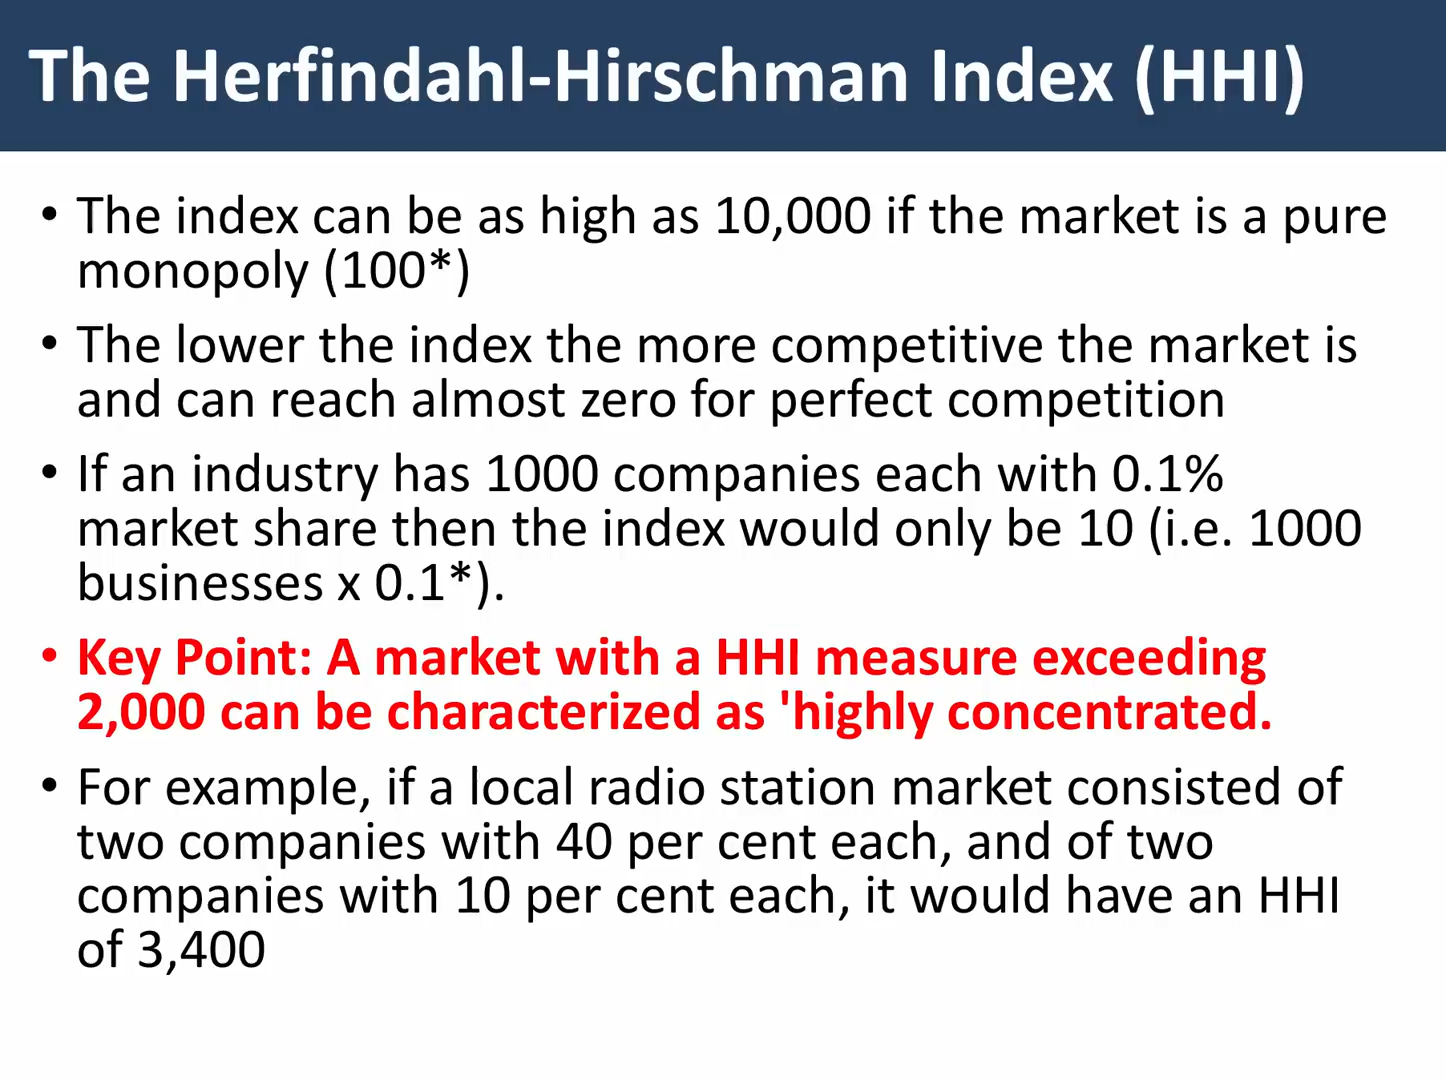 The Herfindahl-Hirschman Index (HHI)
• The index can be as high as 10,000 if the market is a pure
monopoly (100*)
• The lower the index the more competitive the market is
and can reach almost zero for perfect competition
• If an industry has 1000 companies each with 0.1%
market share then the index would only be 10 (i.e. 1000
businesses x 0.1*).
• Key Point: A market with a HHI measure exceeding
2,000 can be characterized as 'highly concentrated.
• For example, if a local radio station market consisted of
two companies with 40 per cent each, and of two
companies with 10 per cent each, it would have an HHI
of 3,400